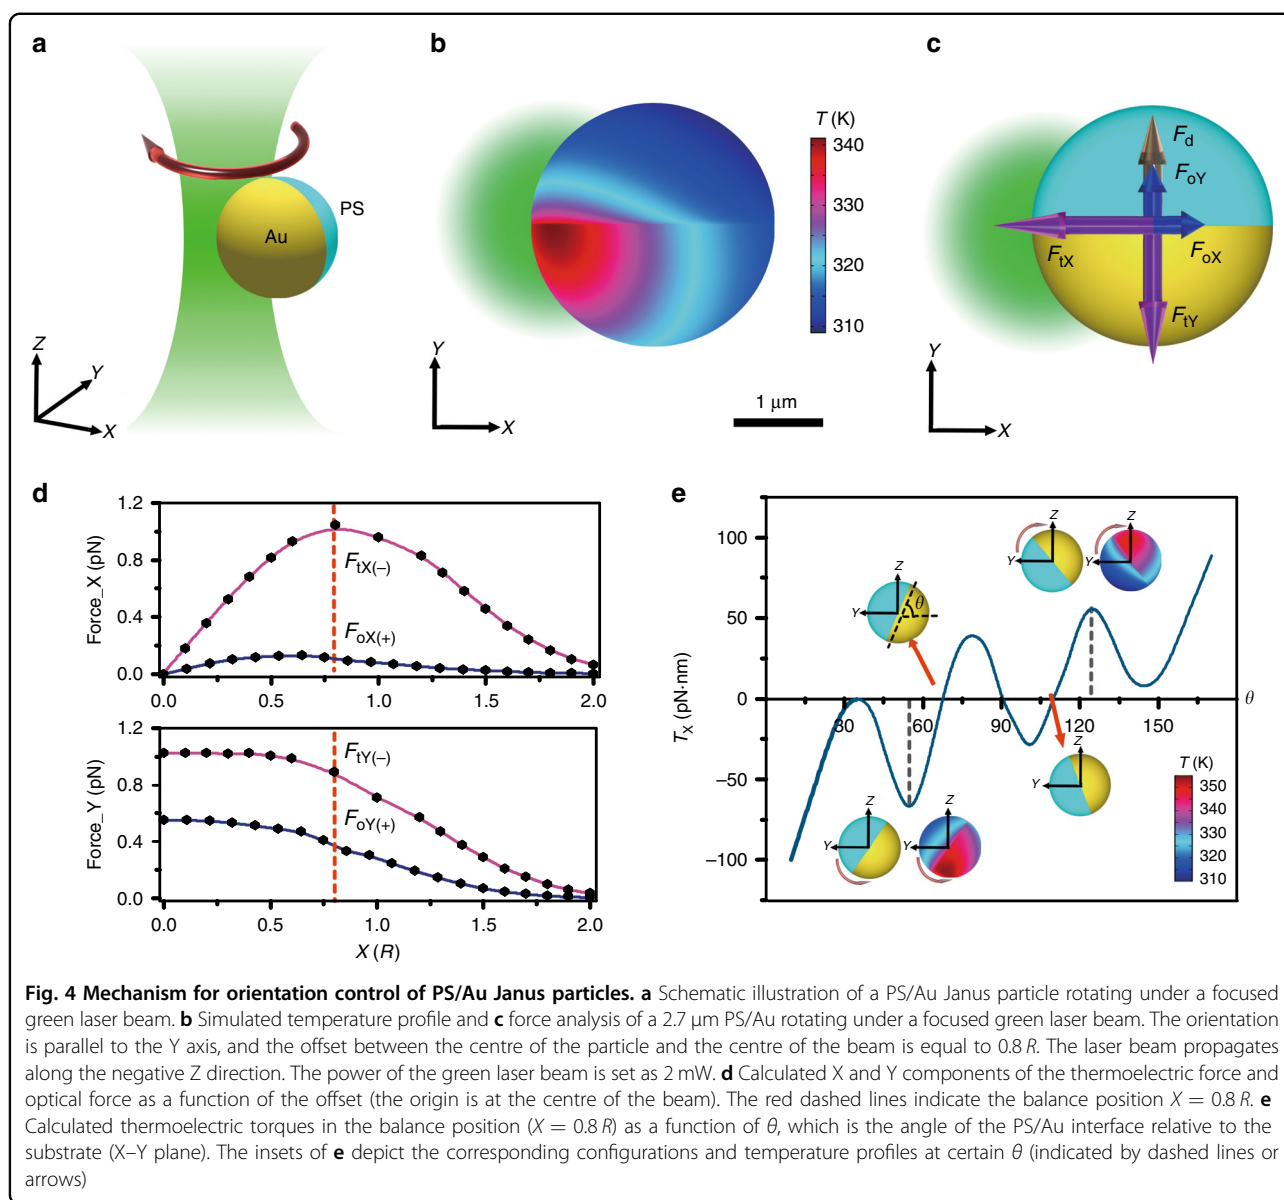 a
PS
Au
Z
Y
X
b
T (K)
340
330
320
310
Y
X
1 μm
c
Fd
FoY
FtX
FoX
FtY
Y
X
d
1.2
0.8
0.4
0.0
Force_X (pN)
FtX(−)
FoX(+)
0.0 0.5 1.0 1.5 2.0
1.2
0.8
0.4
0.0
Force_Y (pN)
FtY(−)
FoY(+)
0.0 0.5 1.0 1.5 2.0
X (R)
e
100
50
0
−50
−100
TX (pN·nm)
30 60 90 120 150
θ
Z
Y
θ
Z
Y
Z
Y
Z
Y
Z
Y
Z
Y
T (K)
350
340
330
320
310
Fig. 4 Mechanism for orientation control of PS/Au Janus particles. a Schematic illustration of a PS/Au Janus particle rotating under a focused
green laser beam. b Simulated temperature profile and c force analysis of a 2.7 μm PS/Au rotating under a focused green laser beam. The orientation
is parallel to the Y axis, and the offset between the centre of the particle and the centre of the beam is equal to 0.8 R. The laser beam propagates
along the negative Z direction. The power of the green laser beam is set as 2 mW. d Calculated X and Y components of the thermoelectric force and
optical force as a function of the offset (the origin is at the centre of the beam). The red dashed lines indicate the balance position X = 0.8 R. e
Calculated thermoelectric torques in the balance position (X = 0.8 R) as a function of θ, which is the angle of the PS/Au interface relative to the
substrate (X–Y plane). The insets of e depict the corresponding configurations and temperature profiles at certain θ (indicated by dashed lines or
arrows)